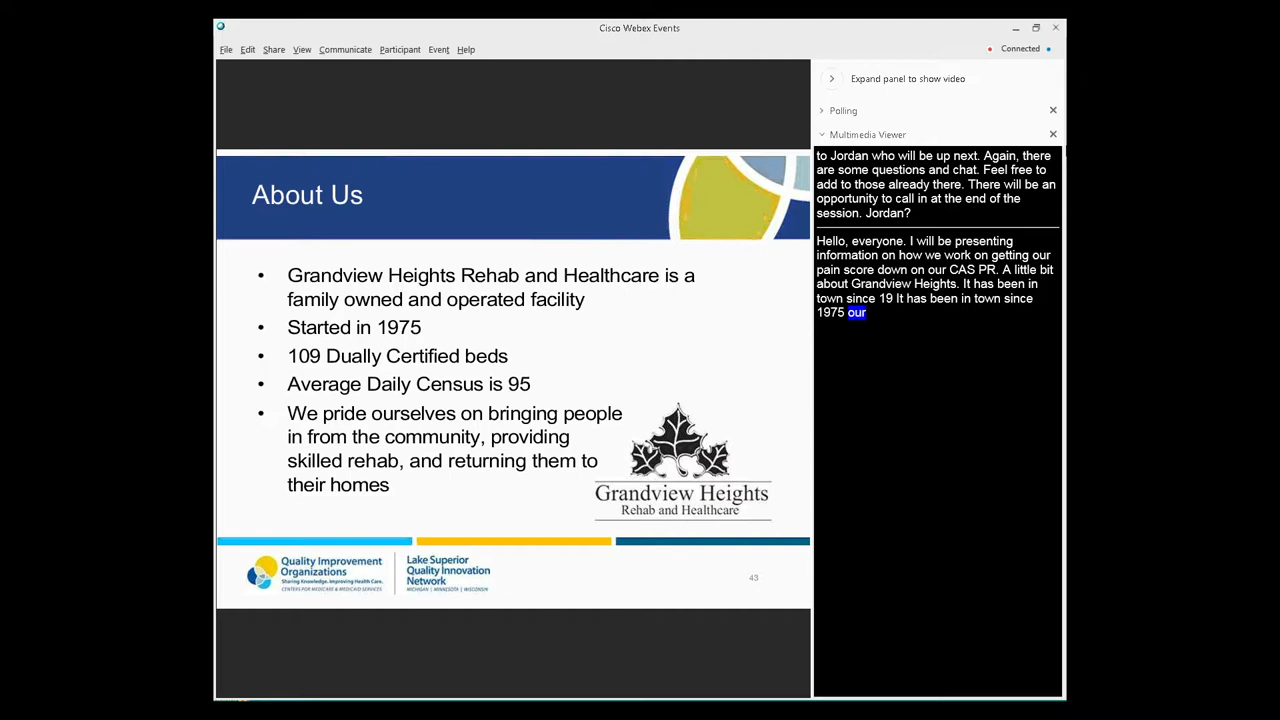 Cisco Webex Events
File Edit Share View Communicate Participant Event Help
Connected
Expand panel to show video
Polling
Multimedia Viewer
About Us
• Grandview Heights Rehab and Healthcare is a
family owned and operated facility
• Started in 1975
• 109 Dually Certified beds
• Average Daily Census is 95
• We pride ourselves on bringing people
in from the community, providing
skilled rehab, and returning them to
their homes
Grandview Heights
Rehab and Healthcare
Quality Improvement
Organizations
Sharing Knowledge. Improving Health Care.
CENTERS FOR MEDICARE & MEDICAID SERVICES
Lake Superior
Quality Innovation
Network
MICHIGAN | MINNESOTA | WISCONSIN
43
to Jordan who will be up next. Again, there
are some questions and chat. Feel free to
add to those already there. There will be an
opportunity to call in at the end of the
session. Jordan?
Hello, everyone. I will be presenting
information on how we work on getting our
pain score down on our CAS PR. A little bit
about Grandview Heights. It has been in
town since 19 It has been in town since
1975 our